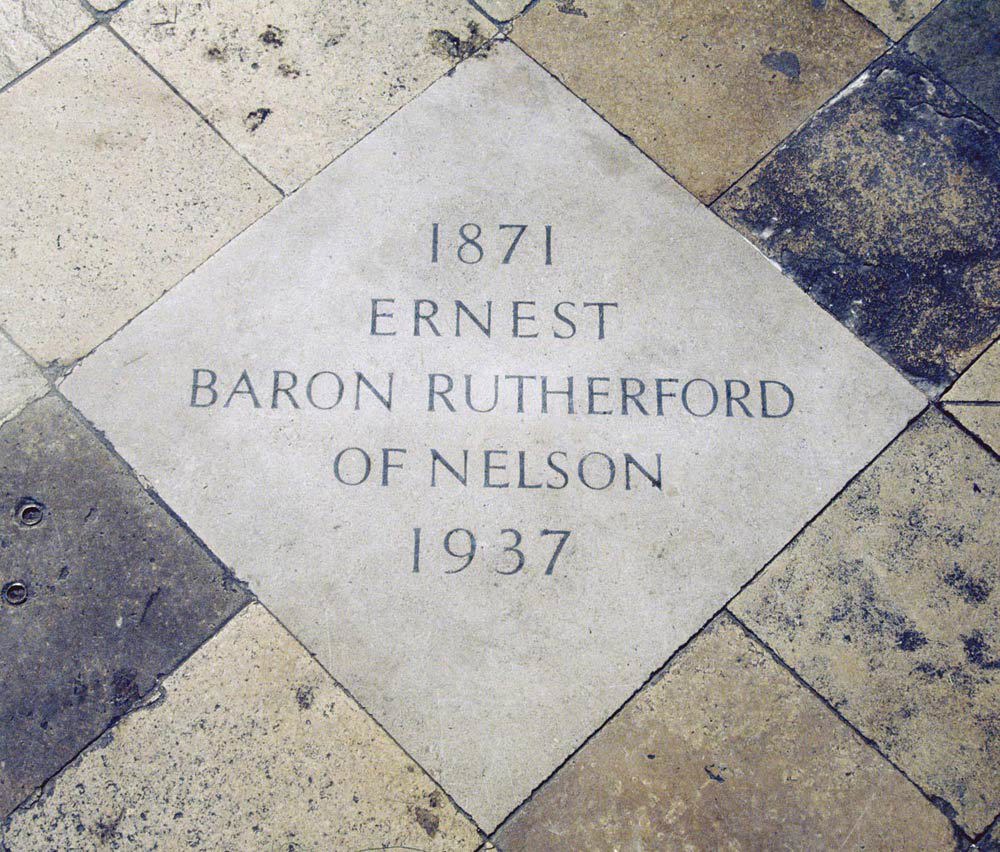 1871
ERNEST
BARON RUTHERFORD
OF NELSON
1937